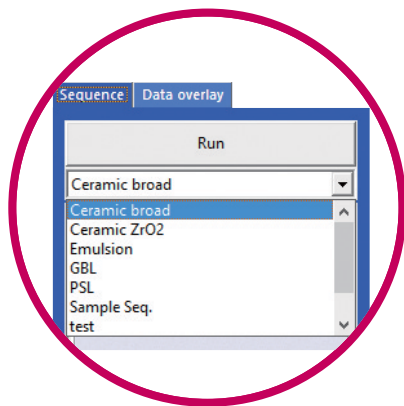 Sequence Data overlay
Run
Ceramic broad
Ceramic broad
Ceramic ZrO2
Emulsion
GBL
PSL
Sample Seq.
test